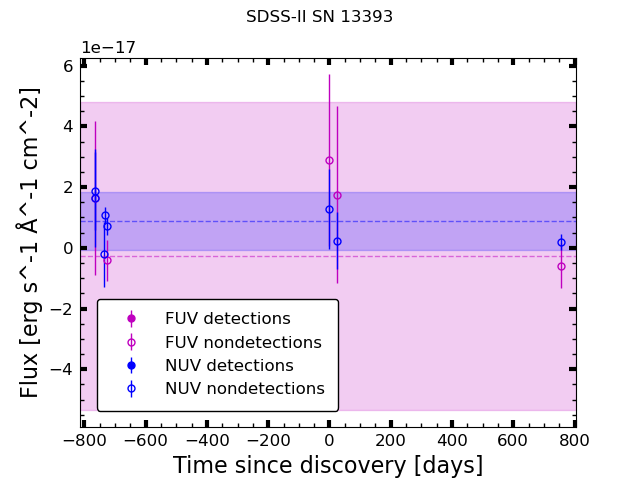 SDSS-II SN 13393
1e−17
6
4
2
0
−2
−4
Flux [erg s^-1 Å^-1 cm^-2]
FUV detections
FUV nondetections
NUV detections
NUV nondetections
−800 −600 −400 −200 0 200 400 600 800
Time since discovery [days]